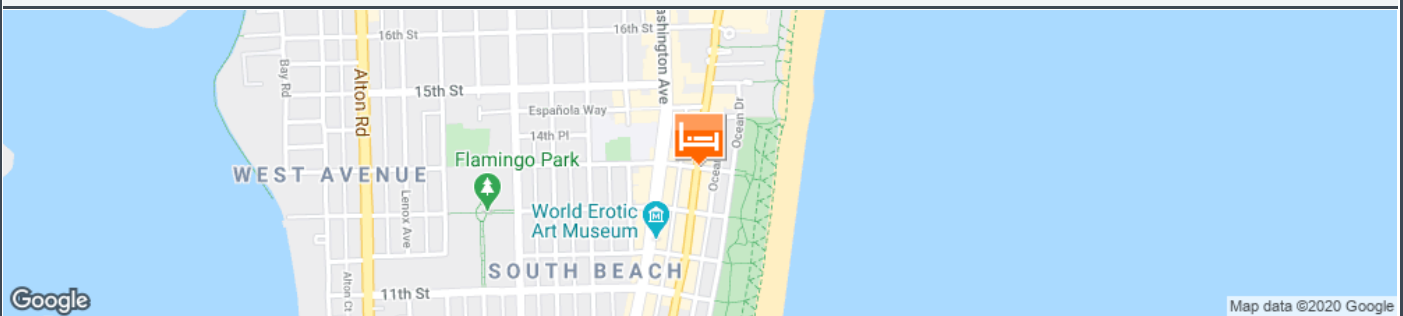 16th St
16th St
ashington Ave
Bay Rd
Alton Rd
15th St
Española Way
Ocean Dr
14th Pl
Flamingo Park
WEST AVENUE
Ocean
Lenox Ave
World Erotic
Art Museum
SOUTH BEACH
Alton Ct
11th St
Google
Map data ©2020 Google